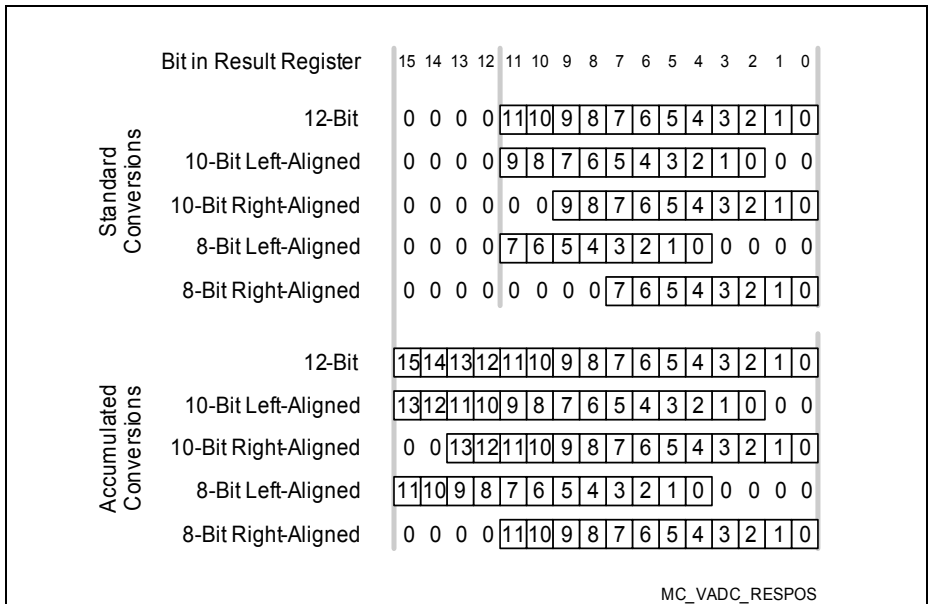 Bit in Result Register 15 14 13 12 11 10 9 8 7 6 5 4 3 2 1 0
Standard Conversions
12-Bit 0 0 0 0 11 10 9 8 7 6 5 4 3 2 1 0
10-Bit Left-Aligned 0 0 0 0 9 8 7 6 5 4 3 2 1 0 0 0
10-Bit Right-Aligned 0 0 0 0 0 0 9 8 7 6 5 4 3 2 1 0
8-Bit Left-Aligned 0 0 0 0 7 6 5 4 3 2 1 0 0 0 0 0
8-Bit Right-Aligned 0 0 0 0 0 0 0 0 7 6 5 4 3 2 1 0
Accumulated Conversions
12-Bit 15 14 13 12 11 10 9 8 7 6 5 4 3 2 1 0
10-Bit Left-Aligned 13 12 11 10 9 8 7 6 5 4 3 2 1 0 0 0
10-Bit Right-Aligned 0 0 13 12 11 10 9 8 7 6 5 4 3 2 1 0
8-Bit Left-Aligned 11 10 9 8 7 6 5 4 3 2 1 0 0 0 0 0
8-Bit Right-Aligned 0 0 0 0 11 10 9 8 7 6 5 4 3 2 1 0
MC_VADC_RESPOS